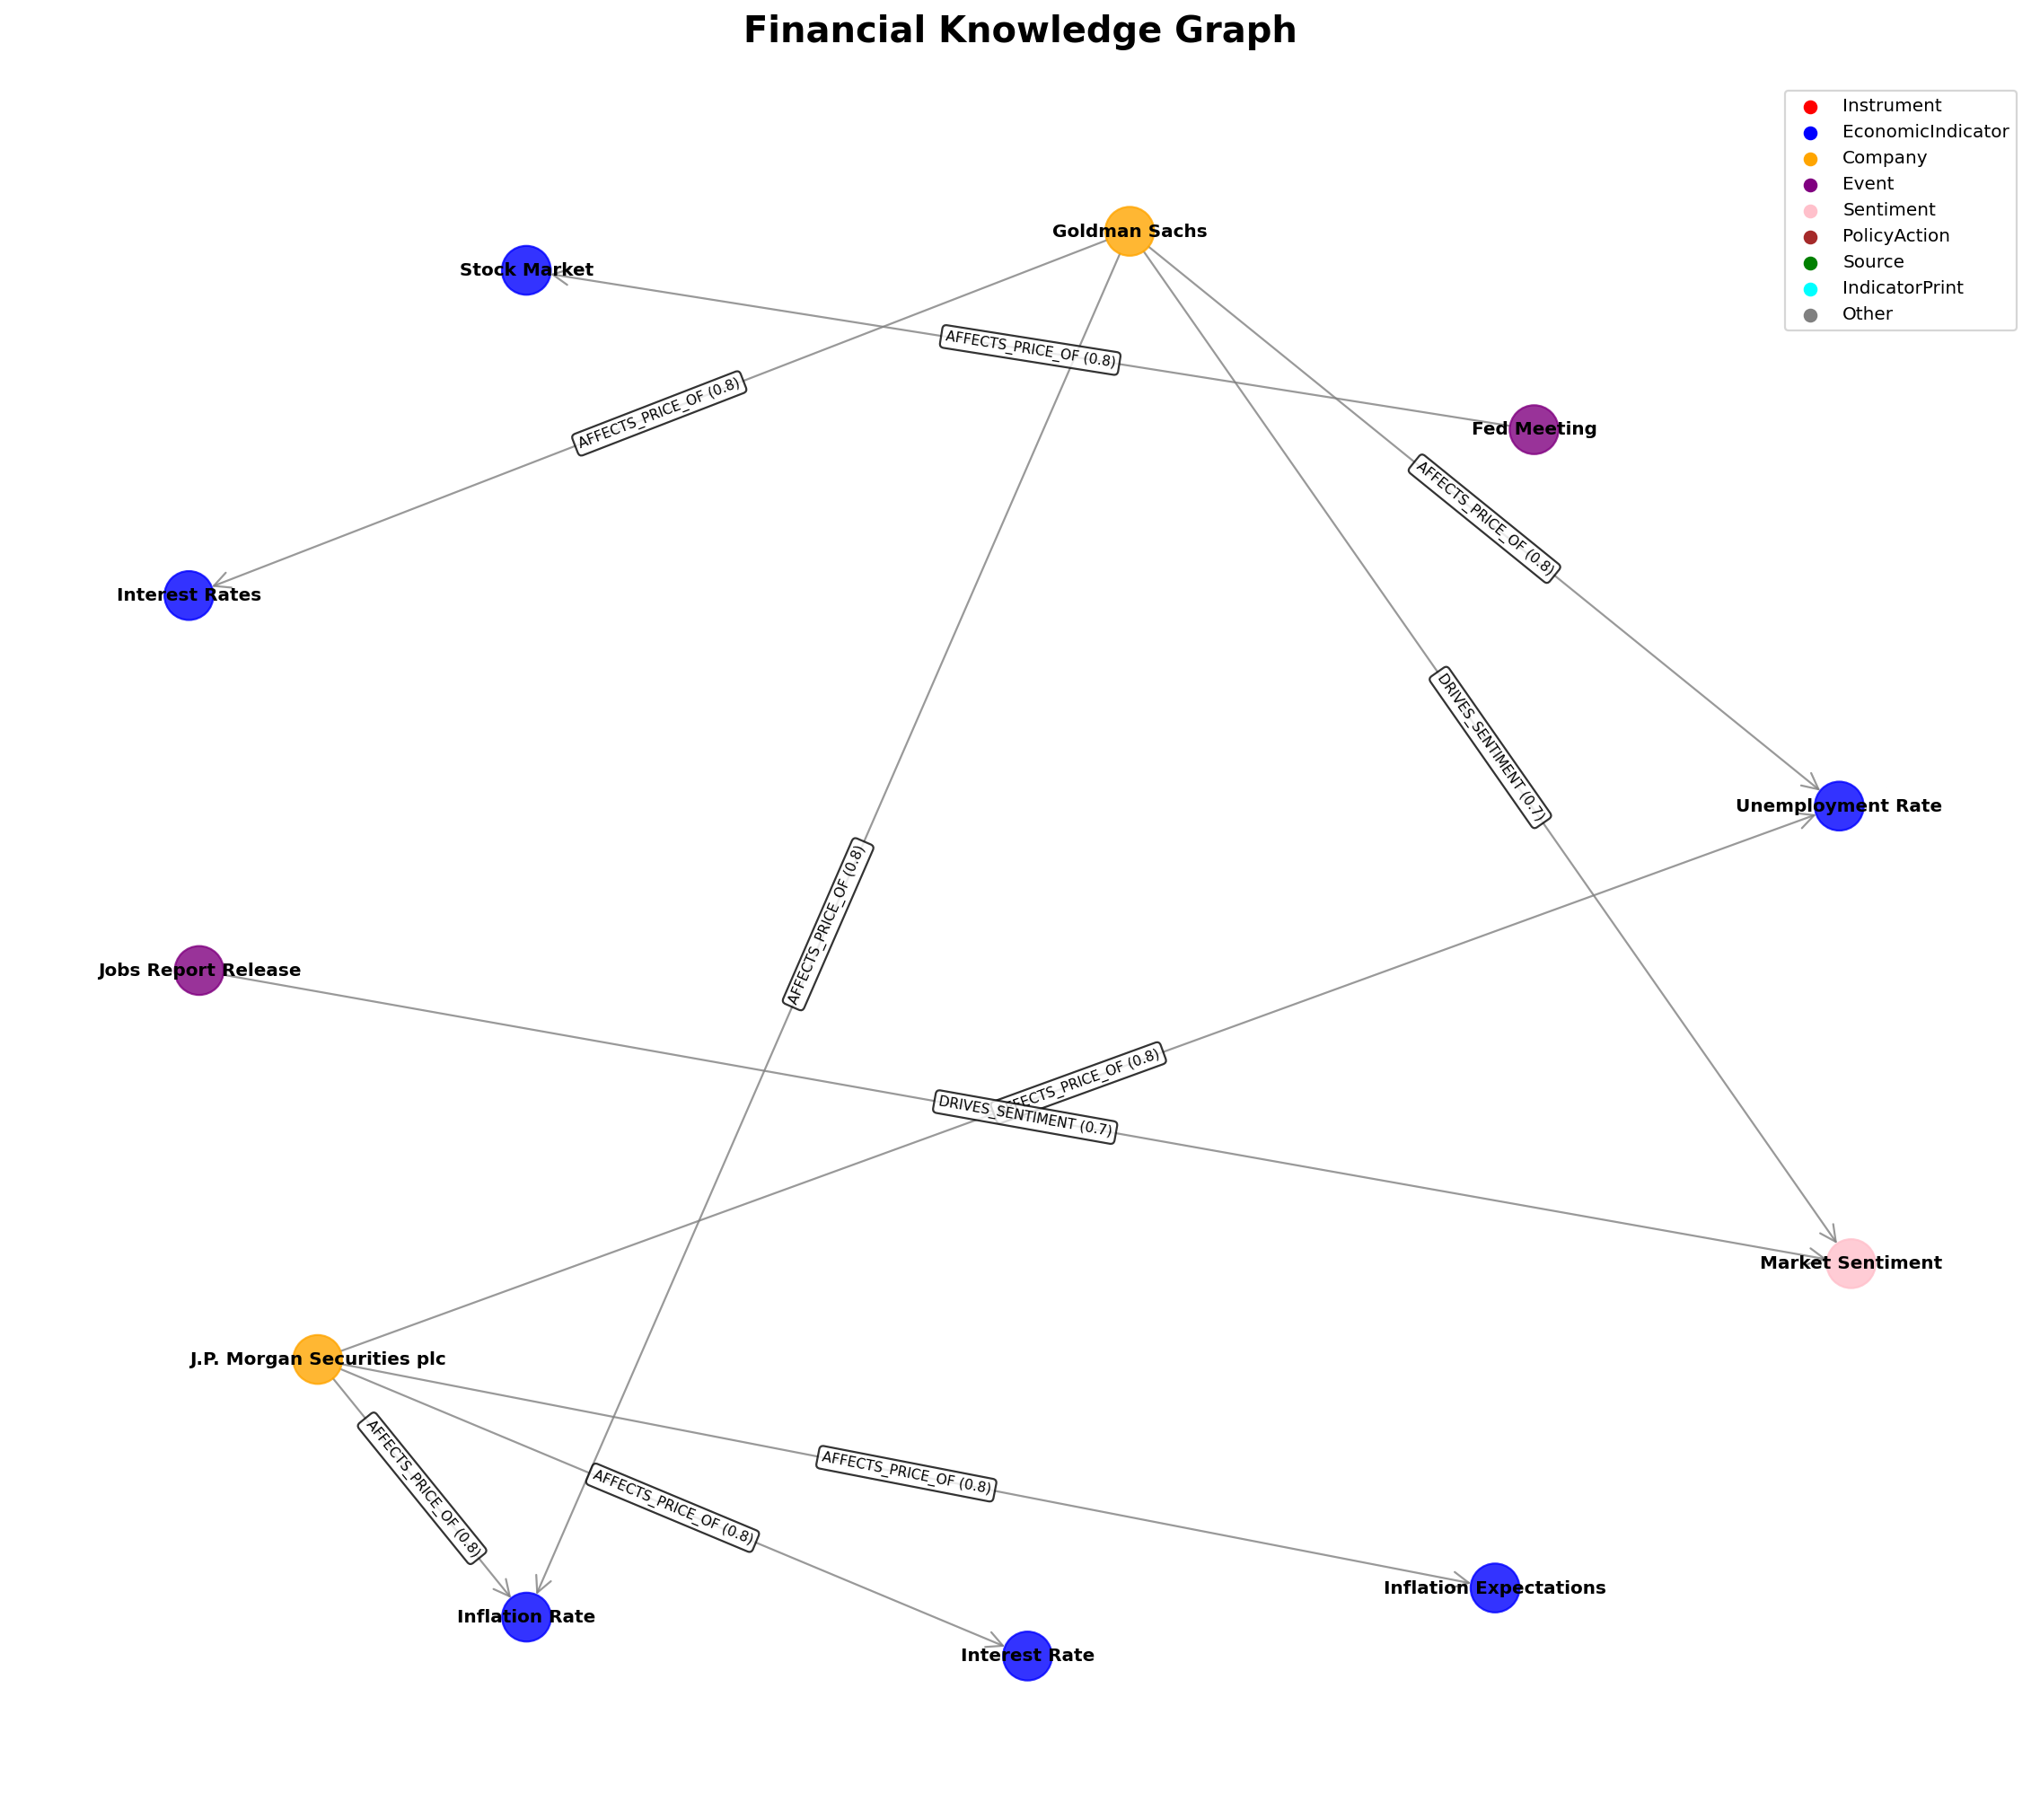 Financial Knowledge Graph
Instrument
EconomicIndicator
Company
Event
Sentiment
PolicyAction
Source
IndicatorPrint
Other
Goldman Sachs
Stock Market
AFFECTS_PRICE_OF (0.8)
AFFECTS_PRICE_OF (0.8)
Fed Meeting
AFFECTS_PRICE_OF (0.8)
Interest Rates
DRIVES_SENTIMENT (0.7)
Unemployment Rate
AFFECTS_PRICE_OF (0.8)
Jobs Report Release
AFFECTS_PRICE_OF (0.8)
DRIVES_SENTIMENT (0.7)
Market Sentiment
J.P. Morgan Securities plc
AFFECTS_PRICE_OF (0.8)
AFFECTS_PRICE_OF (0.8)
AFFECTS_PRICE_OF (0.8)
Inflation Expectations
Inflation Rate
Interest Rate